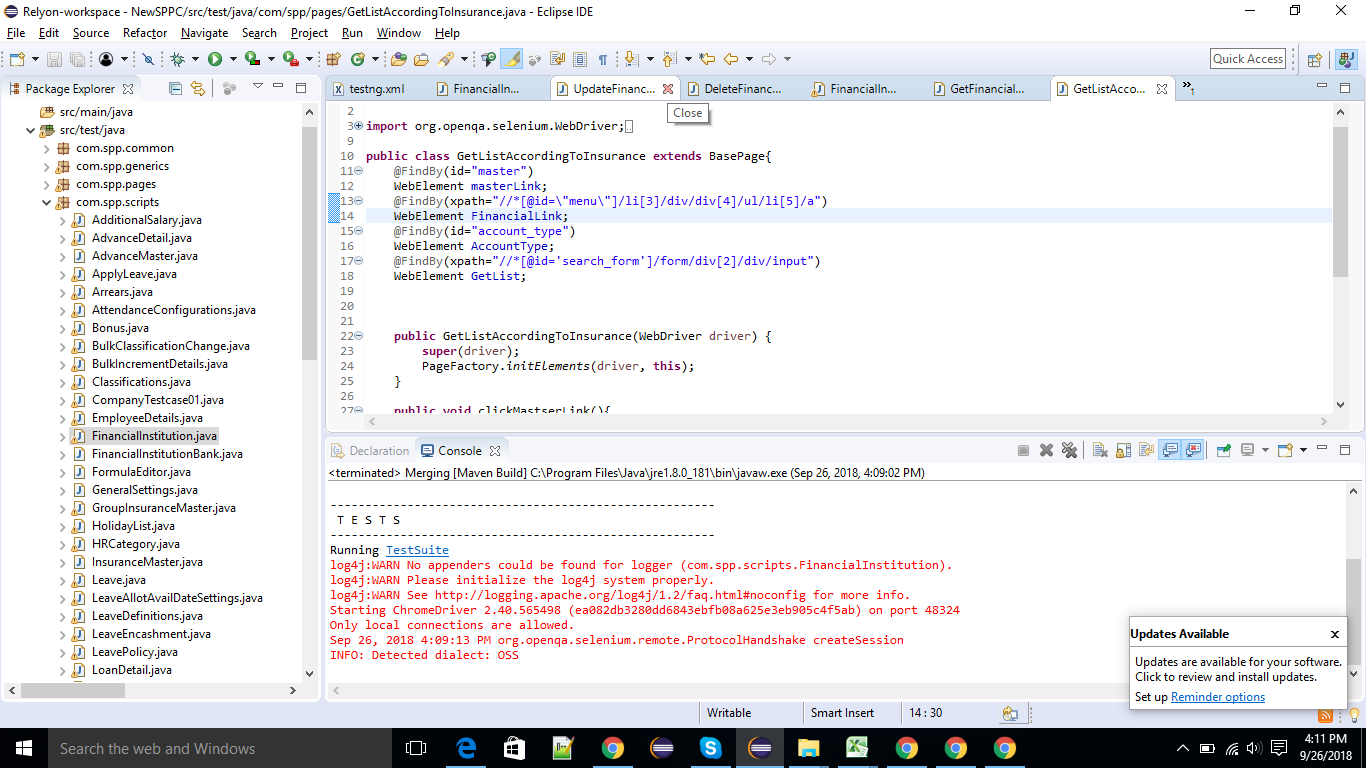 Relyon-workspace - NewSPPC/src/test/java/com/spp/pages/GetListAccordingToInsurance.java - Eclipse IDE
File Edit Source Refactor Navigate Search Project Run Window Help
Quick Access
Package Explorer
src/main/java
src/test/java
com.spp.common
com.spp.generics
com.spp.pages
com.spp.scripts
AdditionalSalary.java
AdvanceDetail.java
AdvanceMaster.java
ApplyLeave.java
Arrears.java
AttendanceConfigurations.java
Bonus.java
BulkClassificationChange.java
BulkIncrementDetails.java
Classifications.java
CompanyTestcase01.java
EmployeeDetails.java
FinancialInstitution.java
FinancialInstitutionBank.java
FormulaEditor.java
GeneralSettings.java
GroupInsuranceMaster.java
HolidayList.java
HRCategory.java
InsuranceMaster.java
Leave.java
LeaveAllotAvailDateSettings.java
LeaveDefinitions.java
LeaveEncashment.java
LeavePolicy.java
LoanDetail.java
testng.xml FinancialIn... UpdateFinanc... DeleteFinanc... FinancialIn... GetFinancial... GetListAcco... »1
Close
2
3 import org.openqa.selenium.WebDriver;
9
10 public class GetListAccordingToInsurance extends BasePage{
11 @FindBy(id="master")
12 WebElement masterLink;
13 @FindBy(xpath="//*[@id=\"menu\"]/li[3]/div/div[4]/ul/li[5]/a")
14 WebElement FinancialLink;
15 @FindBy(id="account_type")
16 WebElement AccountType;
17 @FindBy(xpath="//*[@id='search_form']/form/div[2]/div/input")
18 WebElement GetList;
19
20
21
22 public GetListAccordingToInsurance(WebDriver driver) {
23 super(driver);
24 PageFactory.initElements(driver, this);
25 }
26
27 public void clickMastserLink(){
Declaration Console
<terminated> Merging [Maven Build] C:\Program Files\Java\jre1.8.0_181\bin\javaw.exe (Sep 26, 2018, 4:09:02 PM)
-------------------------------------------------------
T E S T S
-------------------------------------------------------
Running TestSuite
log4j:WARN No appenders could be found for logger (com.spp.scripts.FinancialInstitution).
log4j:WARN Please initialize the log4j system properly.
log4j:WARN See http://logging.apache.org/log4j/1.2/faq.html#noconfig for more info.
Starting ChromeDriver 2.40.565498 (ea082db3280dd6843ebfb08a625e3eb905c4f5ab) on port 48324
Only local connections are allowed.
Sep 26, 2018 4:09:13 PM org.openqa.selenium.remote.ProtocolHandshake createSession
INFO: Detected dialect: OSS
Updates Available
Updates are available for your software.
Click to review and install updates.
Set up Reminder options
Writable Smart Insert 14 : 30
Search the web and Windows
4:11 PM
9/26/2018